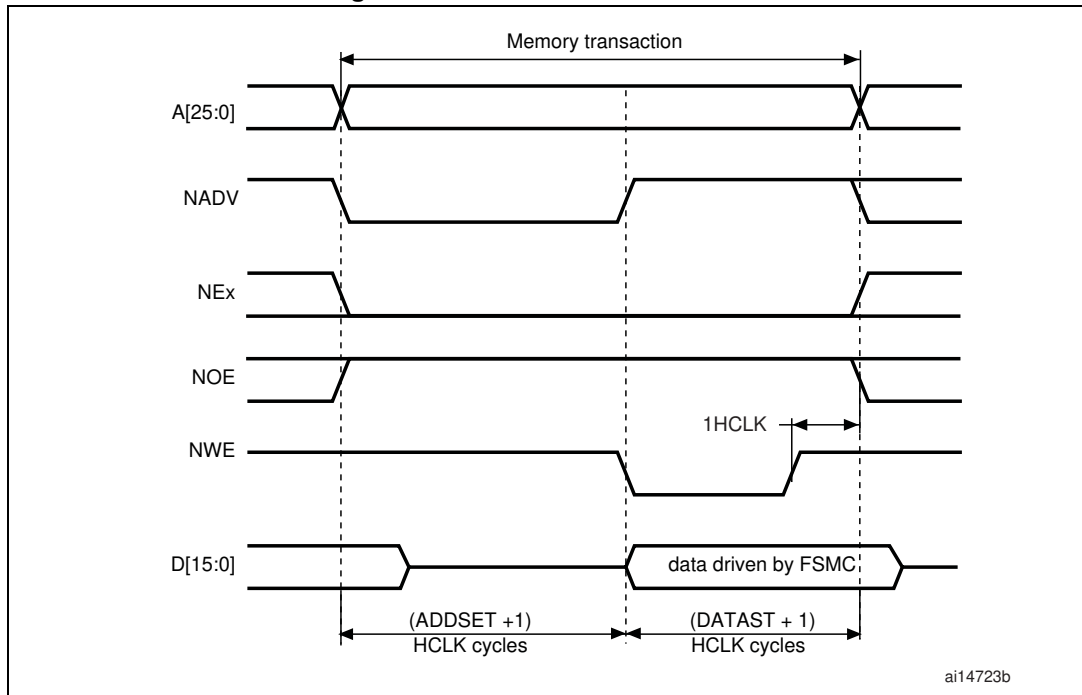 Memory transaction
A[25:0]
NADV
NEx
NOE
1HCLK
NWE
D[15:0]
data driven by FSMC
(ADDSET +1)
HCLK cycles
(DATAST + 1)
HCLK cycles
ai14723b